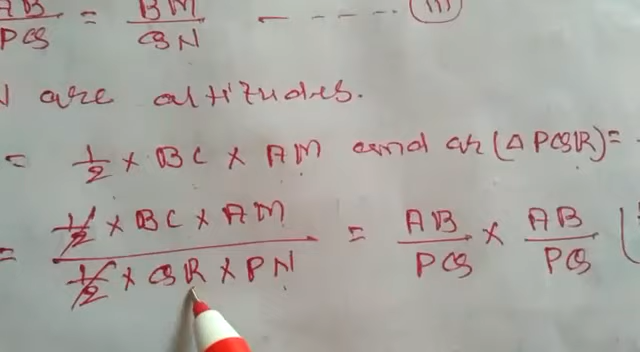 AB/PQ = BM/QN ------ (III)
are altitudes.
= 1/2 × BC × AM and ar(△PQR) =
= (1/2 × BC × AM)/(1/2 × QR × PN) = AB/PQ × AB/PQ (